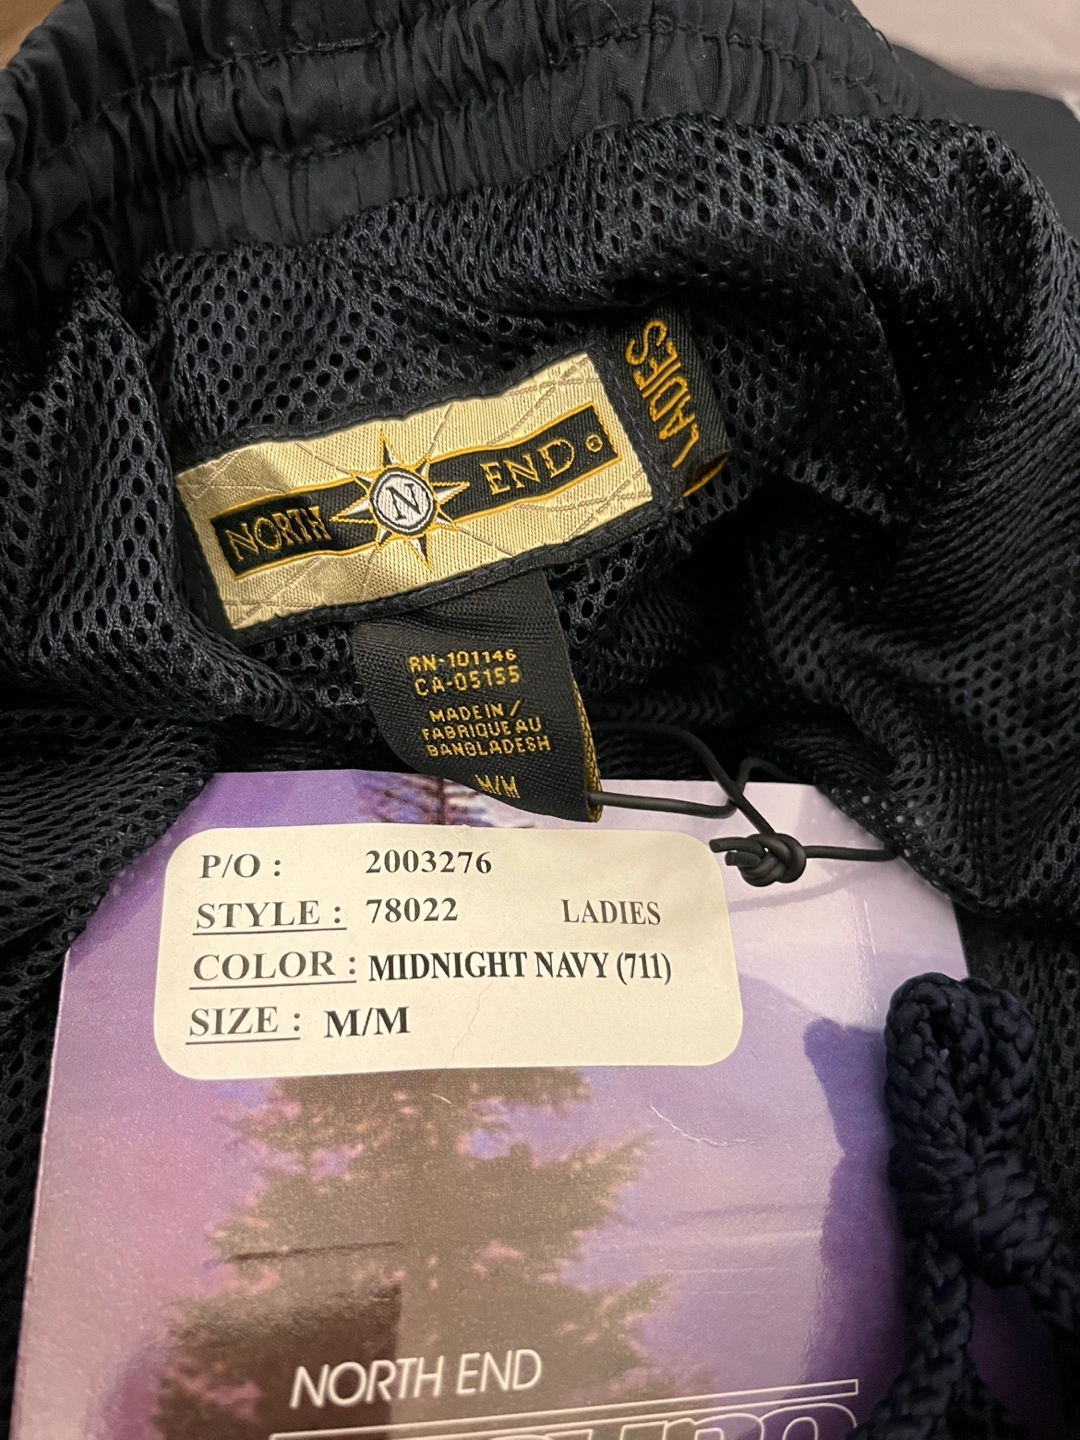 LADIES
NORTH N END
RN-101146
CA-05155
MADE IN /
FABRIQUE AU
BANGLADESH
M/M
P/O : 2003276
STYLE : 78022 LADIES
COLOR : MIDNIGHT NAVY (711)
SIZE : M/M
NORTH END